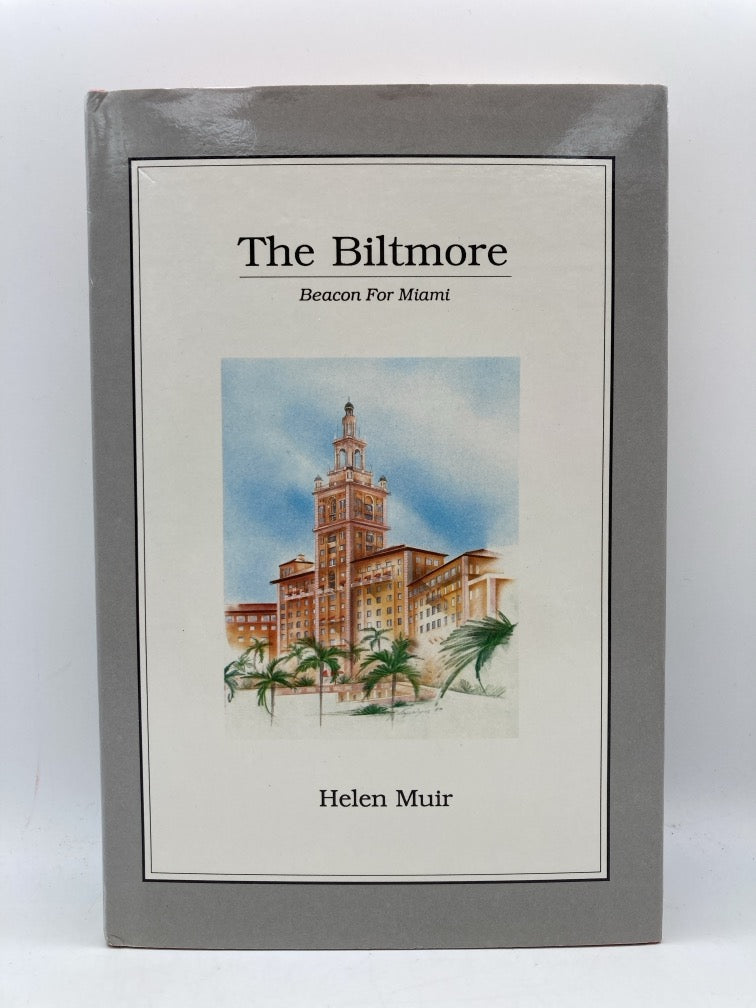 The Biltmore
Beacon For Miami
Helen Muir